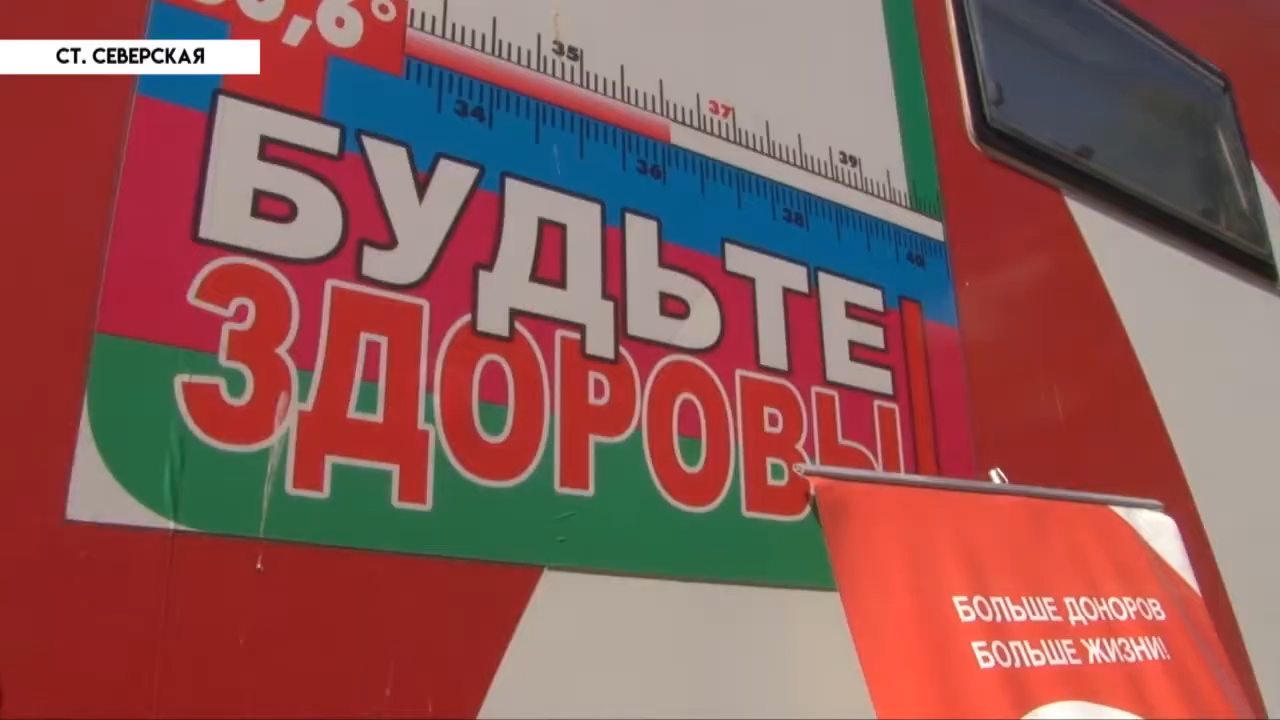 СТ. СЕВЕРСКАЯ
35 37 39
34 36 38 40
БУДЬТЕ
ЗДОРОВЫ!
БОЛЬШЕ ДОНОРОВ
БОЛЬШЕ ЖИЗНИ!